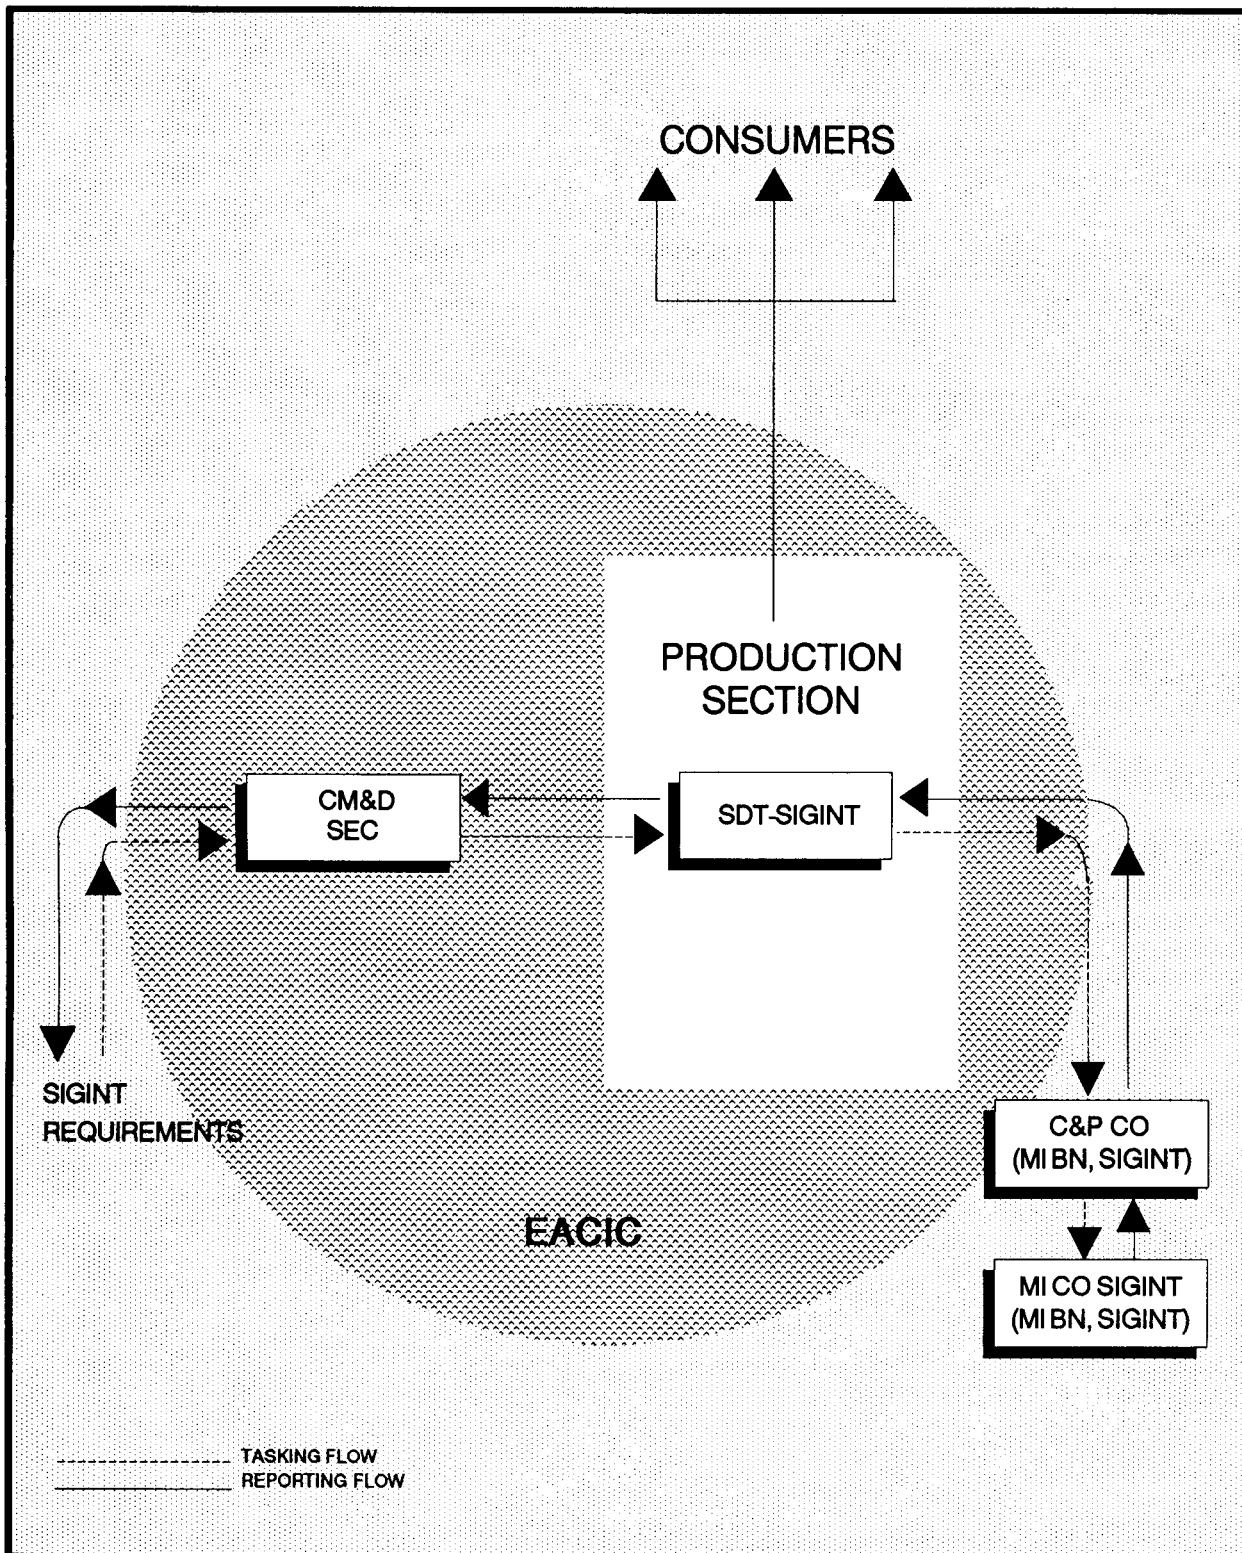 CONSUMERS
PRODUCTION
SECTION
CM&D
SEC
SDT-SIGINT
SIGINT
REQUIREMENTS
C&P CO
(MI BN, SIGINT)
EACIC
MI CO SIGINT
(MI BN, SIGINT)
TASKING FLOW
REPORTING FLOW